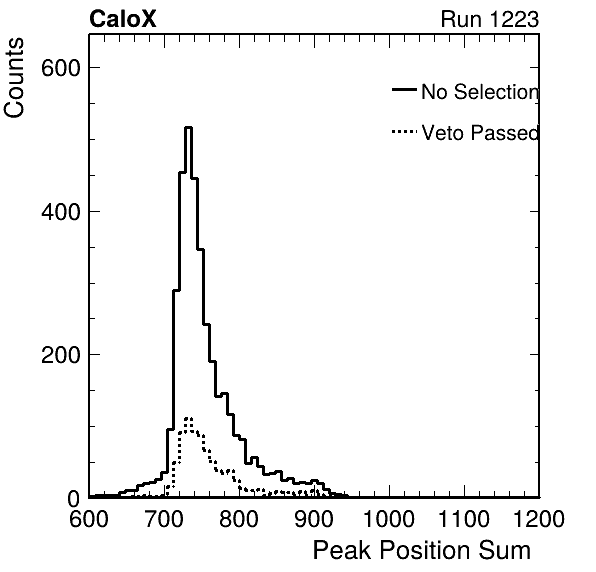 CaloX Run 1223
Counts
600
400
200
0
No Selection
Veto Passed
600 700 800 900 1000 1100 1200
Peak Position Sum